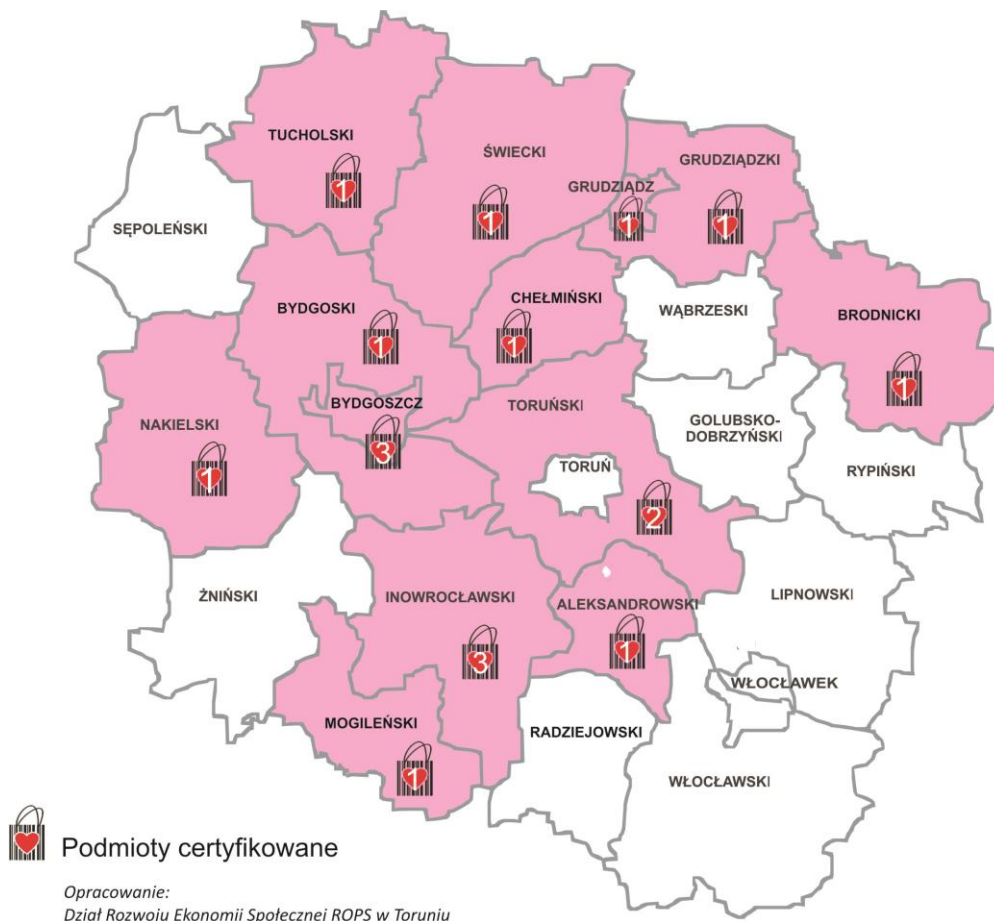 TUCHOLSKI
1
ŚWIECKI
1
GRUDZIĄDZKI
1
GRUDZIĄDZ
1
SĘPOLEŃSKI
BYDGOSKI
1
CHEŁMIŃSKI
1
WĄBRZESKI
BRODNICKI
1
BYDGOSZCZ
3
TORUŃSKI
2
GOLUBSKO-
DOBRZYŃSKI
NAKIELSKI
1
TORUŃ
RYPIŃSKI
ŻNIŃSKI
INOWROCŁAWSKI
3
ALEKSANDROWSKI
1
LIPNOWSKI
WŁOCŁAWEK
MOGILEŃSKI
1
RADZIEJOWSKI
WŁOCŁAWSKI
Podmioty certyfikowane
Opracowanie:
Dział Rozwoju Ekonomii Społecznej ROPS w Toruniu